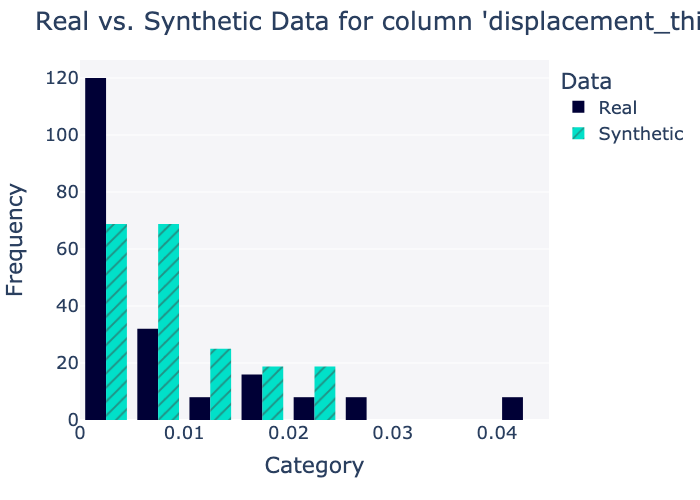 Real vs. Synthetic Data for column 'displacement_thi
Data
Real
Synthetic
Frequency
120
100
80
60
40
20
0
0 0.01 0.02 0.03 0.04
Category